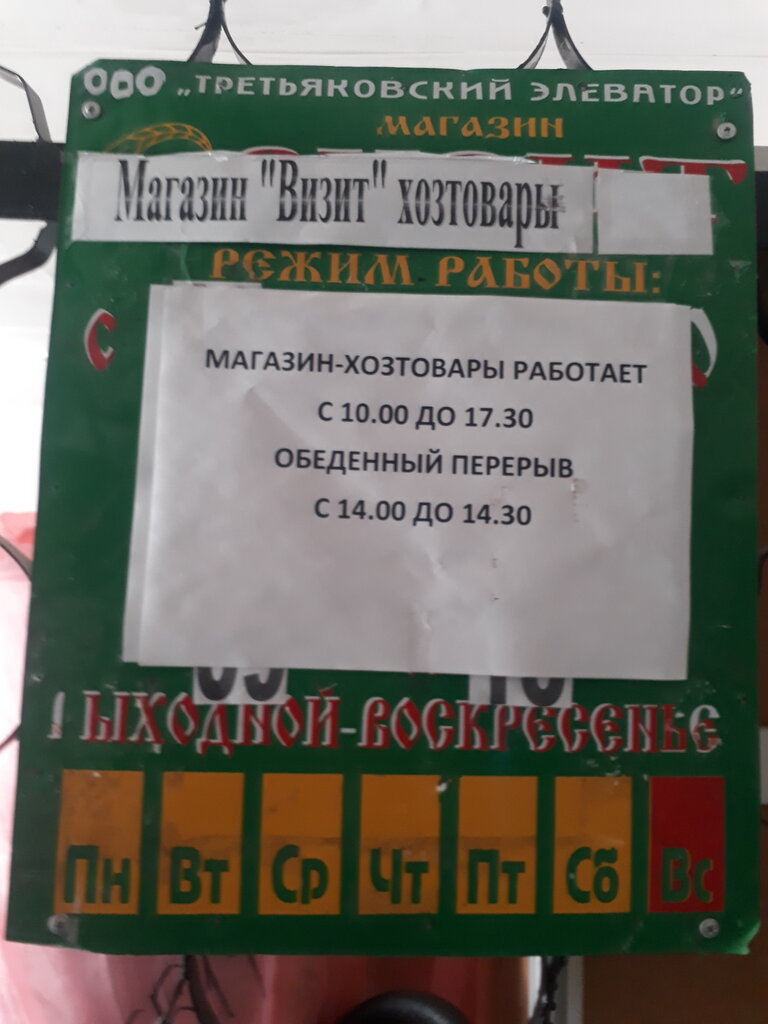 ООО „ТРЕТЬЯКОВСКИЙ ЭЛЕВАТОР“
МАГАЗИН
Магазин "Визит" хозтовары
РЕЖИМ РАБОТЫ:
С
МАГАЗИН-ХОЗТОВАРЫ РАБОТАЕТ
С 10.00 ДО 17.30
ОБЕДЕННЫЙ ПЕРЕРЫВ
С 14.00 ДО 14.30
ВЫХОДНОЙ-ВОСКРЕСЕНЬЕ
Пн Вт Ср Чт Пт Сб Вс